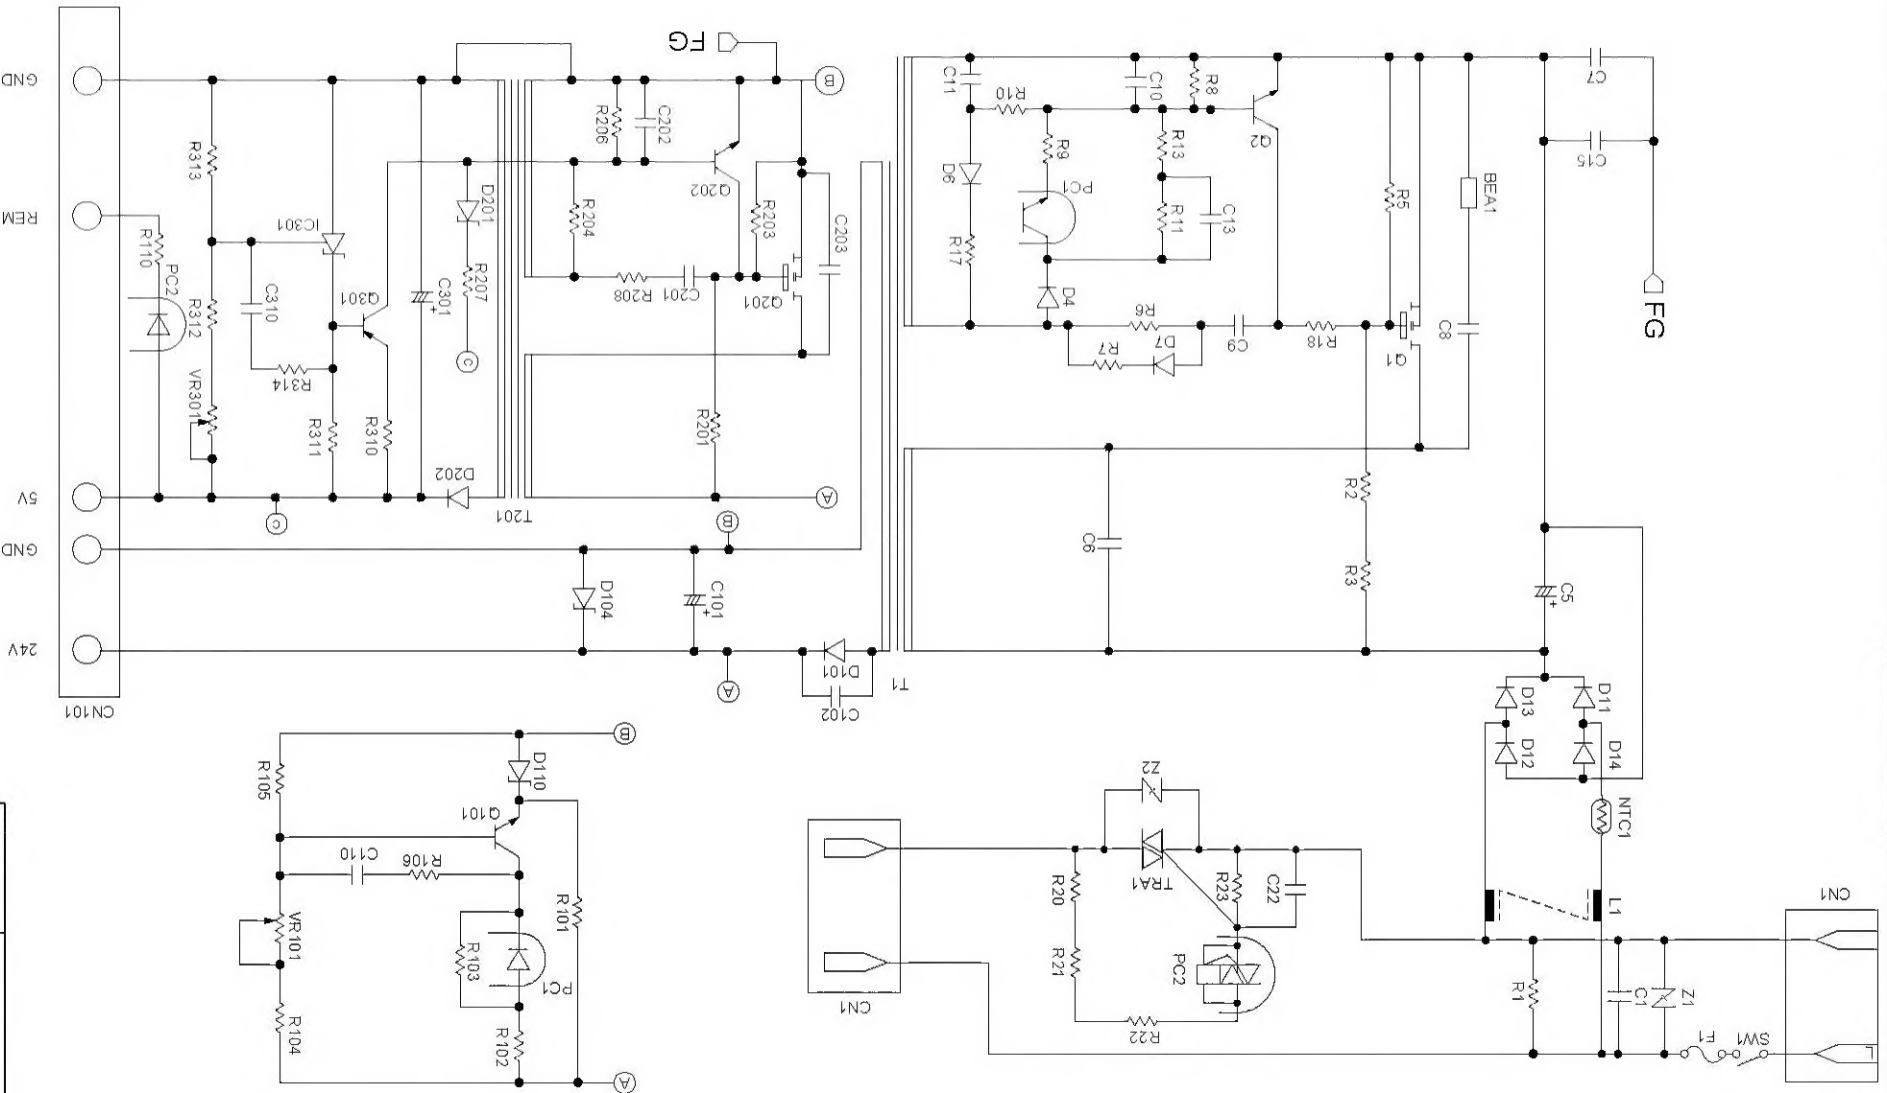 FG
C7
C15
FG
GND
REM
5V
GND
24V
CN101
R313
R110
PC2
R312
VR301
C310
R314
IC301
Q301
R311
R310
C301
D201
R207
C
D202
T201
C
R206
C202
R204
R208
C201
Q202
R203
Q201
C203
R201
B
A
B
A
D104
C101
D101
C102
T1
C11
R10
D6
R17
R9
PC1
D4
C10
R8
R13
R11
C13
Q2
R6
R7
D7
C9
R18
R5
Q1
BEA1
C8
C6
R2
R3
C5
D13
D11
D12
D14
NTC1
L1
R105
D110
B
Q101
C110
R106
R101
VR101
R103
PC1
R104
R102
A
Z2
TRA1
R20
R21
R22
R23
C22
PC2
CN1
R1
C1
Z1
F1
SW1
CN1
L